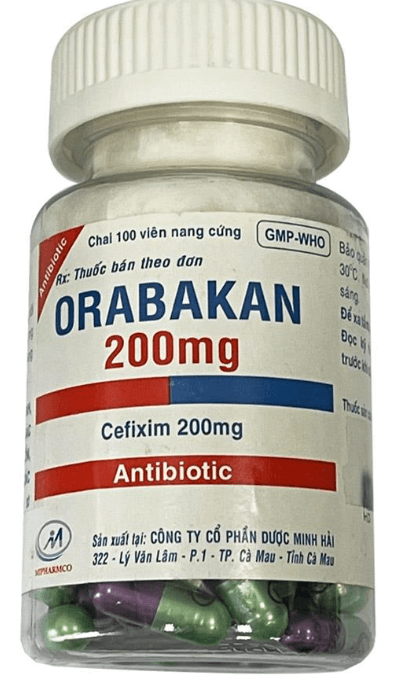 Antibiotic
Chai 100 viên nang cứng
GMP-WHO
Rx: Thuốc bán theo đơn
ORABAKAN
200mg
Cefixim 200mg
Antibiotic
MIPHARMCO
Sản xuất tại: CÔNG TY CỔ PHẦN DƯỢC MINH HẢI
322 - Lý Văn Lâm - P.1 - TP. Cà Mau - Tỉnh Cà Mau
Bảo
30°C,
sáng.
Để xa
Đọc kỹ
trước
Thuốc